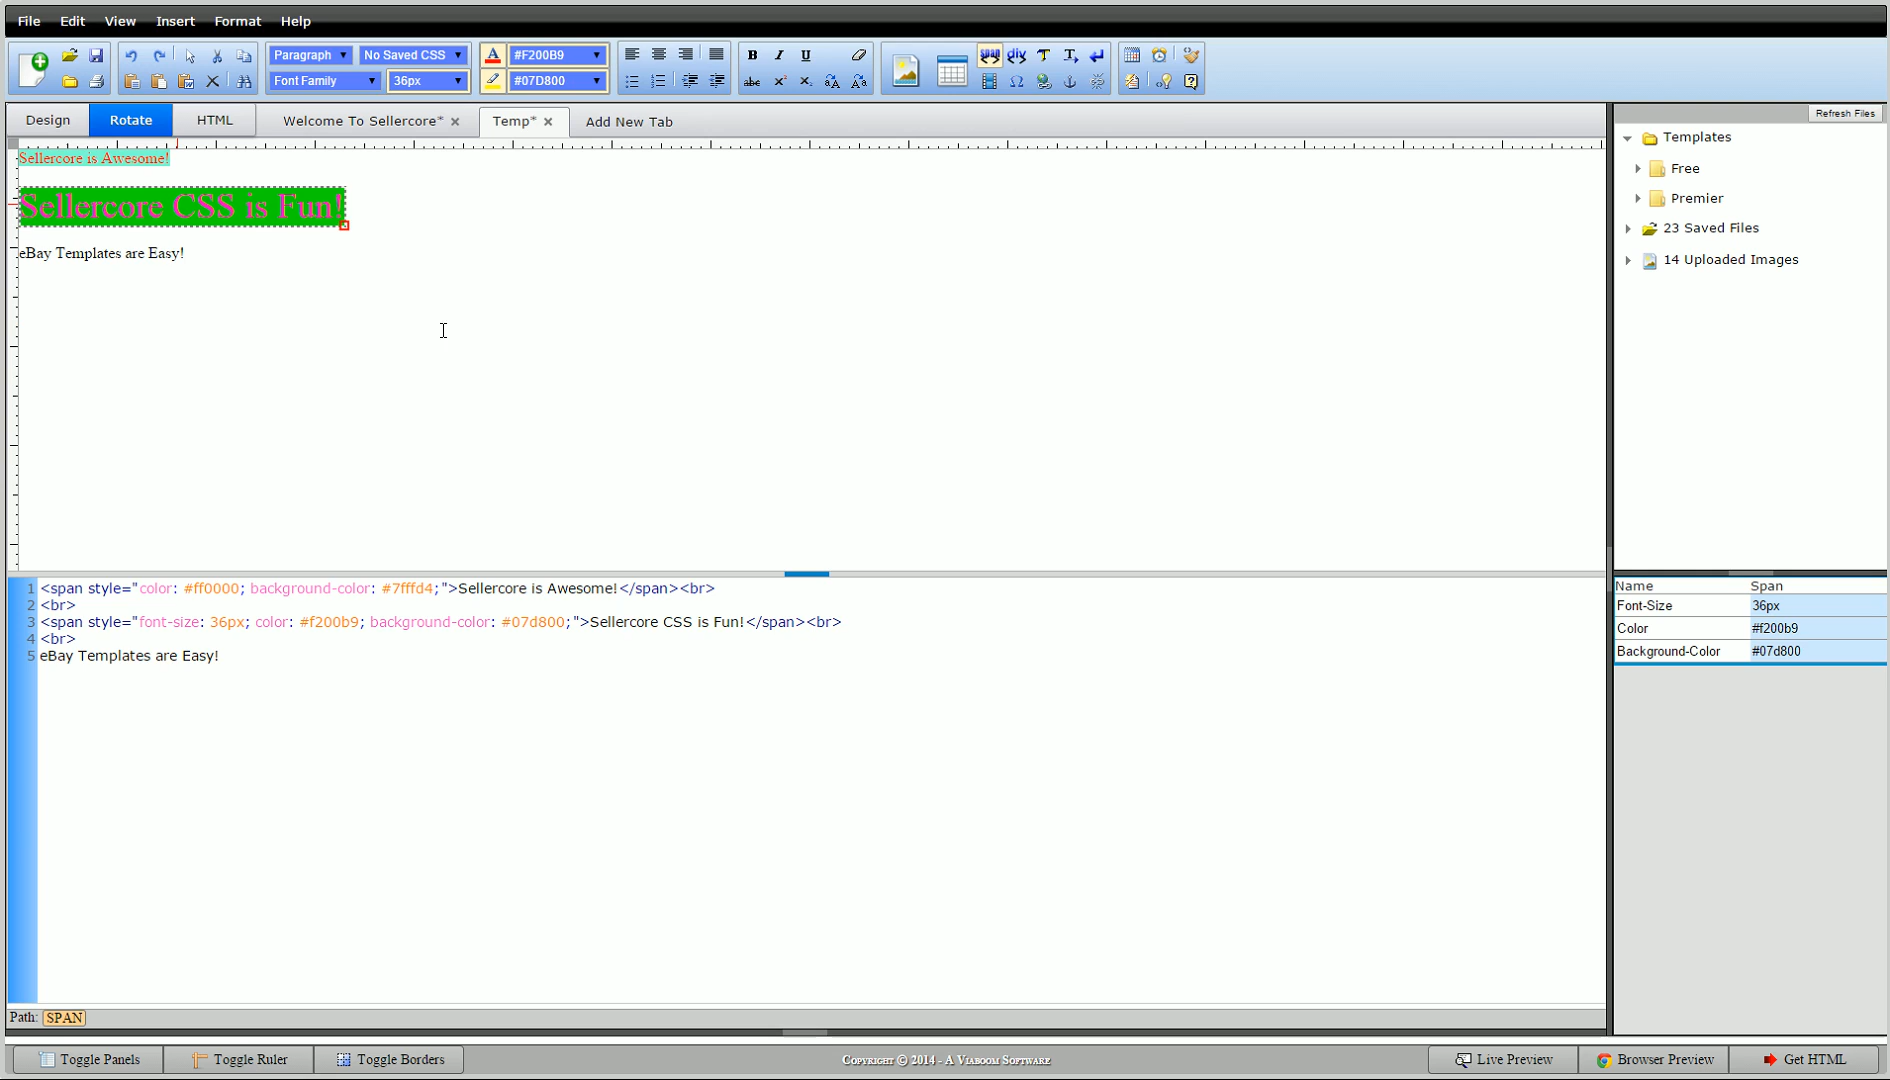 File Edit View Insert Format Help
Paragraph No Saved CSS A #F200B9 B I U span div T T
Font Family 36px #07D800 abc
Design Rotate HTML Welcome To Sellercore* × Temp* × Add New Tab
Refresh Files
Sellercore is Awesome!
Sellercore CSS is Fun!
eBay Templates are Easy!
Templates
Free
Premier
23 Saved Files
14 Uploaded Images
1 <span style="color: #ff0000; background-color: #7fffd4;">Sellercore is Awesome!</span><br>
2 <br>
3 <span style="font-size: 36px; color: #f200b9; background-color: #07d800;">Sellercore CSS is Fun!</span><br>
4 <br>
5 eBay Templates are Easy!
Name Span
Font-Size 36px
Color #f200b9
Background-Color #07d800
Path: SPAN
Toggle Panels Toggle Ruler Toggle Borders Copyright © 2014 - A Viaboom Software Live Preview Browser Preview Get HTML